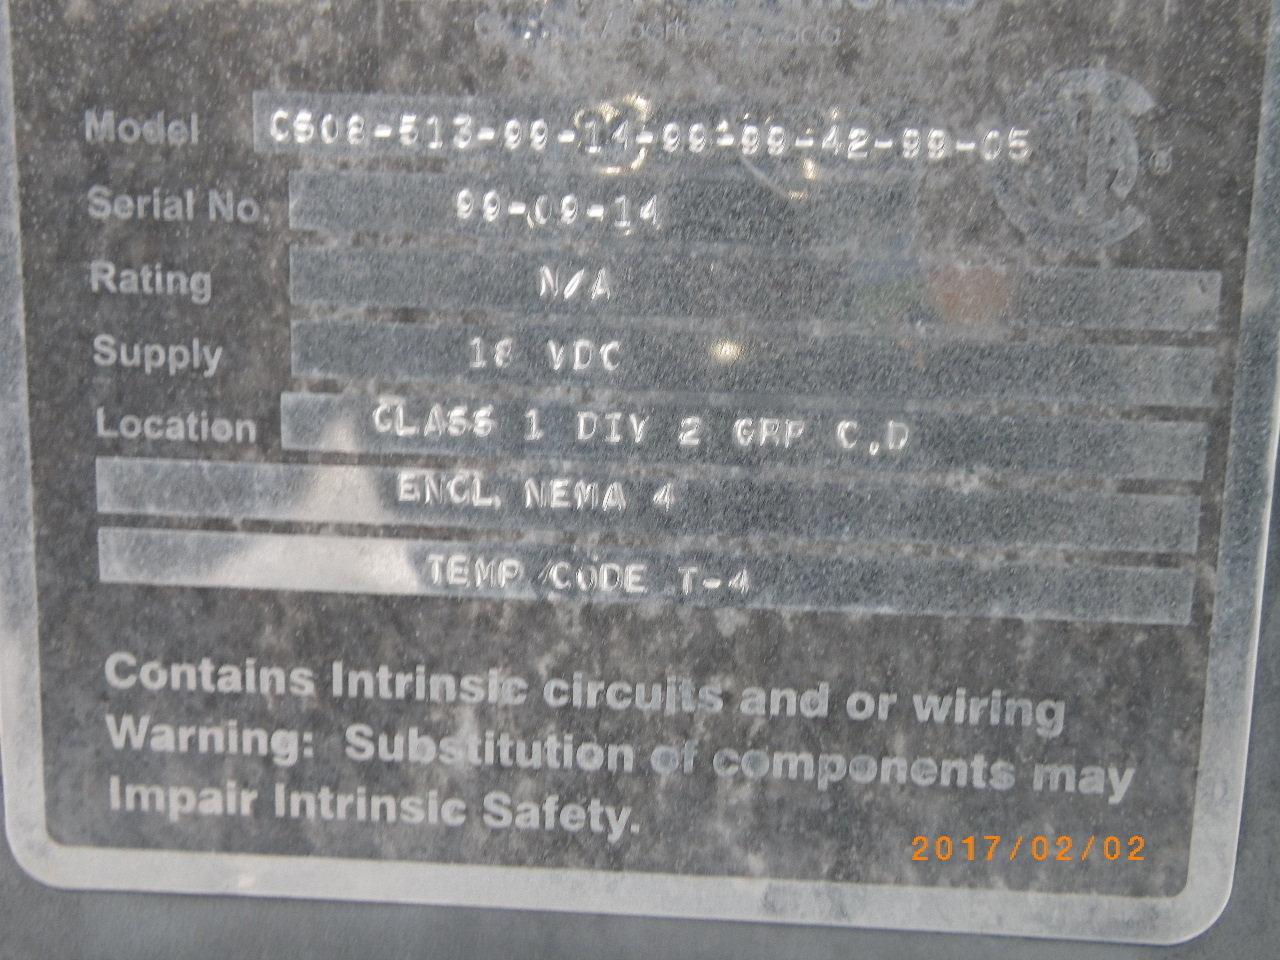 Model CS08-513-99-14-99-99-42-99-05
Serial No. 99-09-14
Rating N/A
Supply 18 VDC
Location CLASS 1 DIV 2 GRP C,D
ENCL. NEMA 4
TEMP CODE T-4
Contains Intrinsic circuits and or wiring
Warning: Substitution of components may
Impair Intrinsic Safety.
2017/02/02